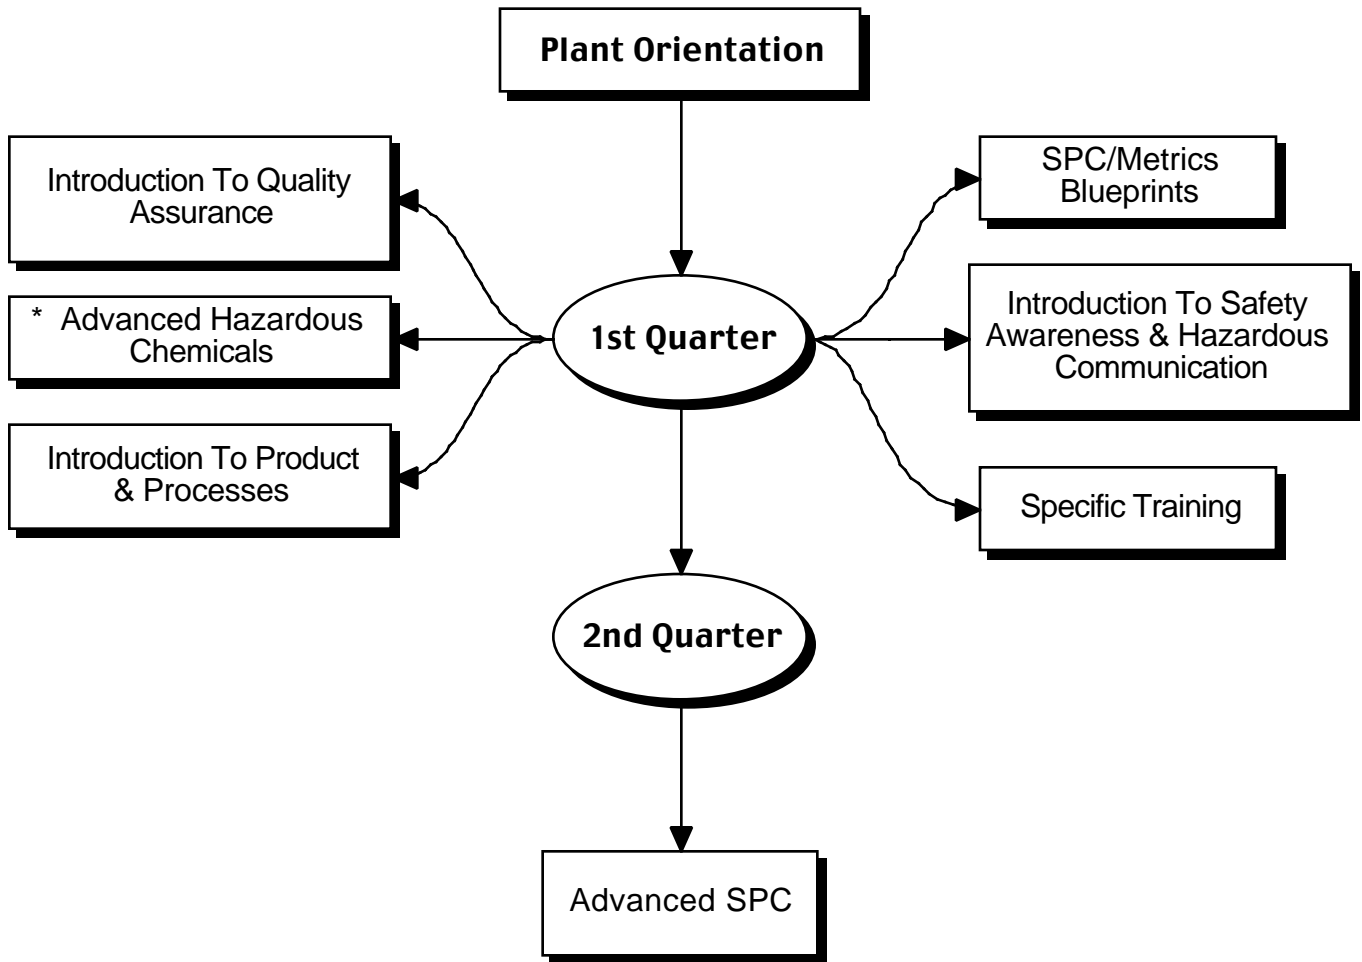 Plant Orientation
Introduction To Quality
Assurance
* Advanced Hazardous
Chemicals
Introduction To Product
& Processes
1st Quarter
SPC/Metrics
Blueprints
Introduction To Safety
Awareness & Hazardous
Communication
Specific Training
2nd Quarter
Advanced SPC